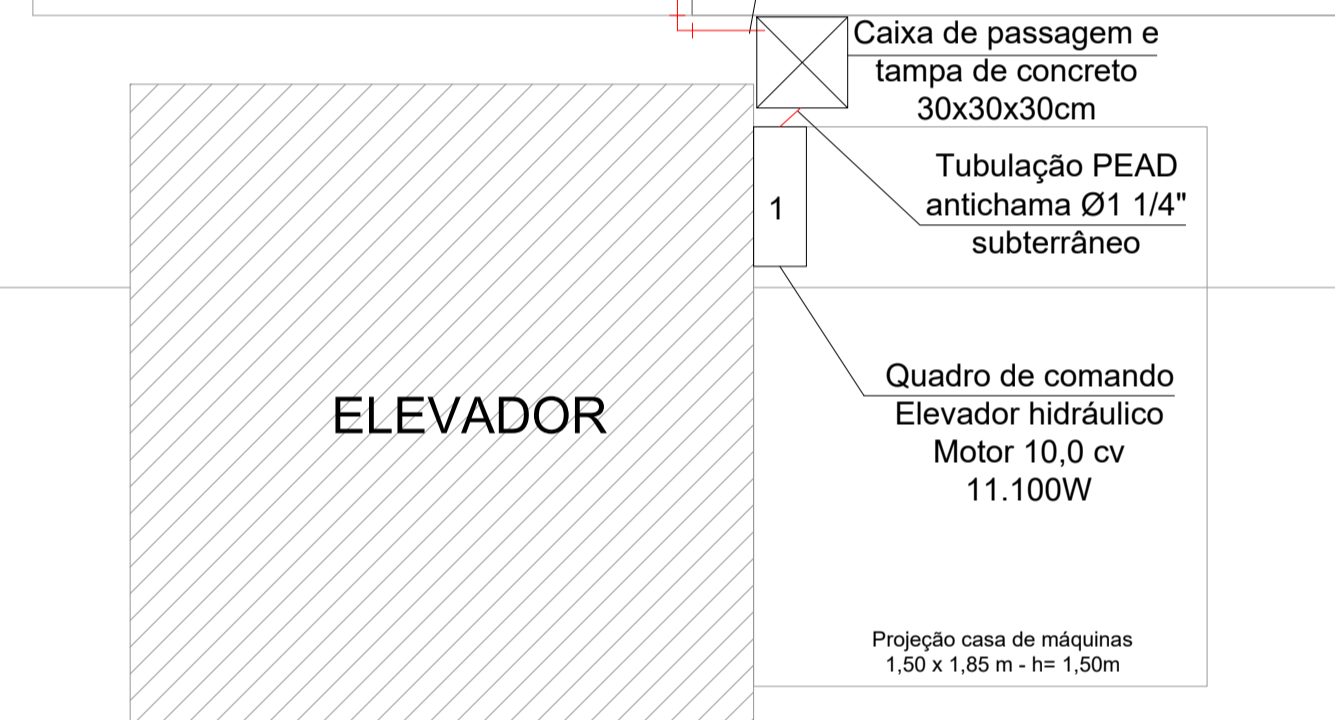 Caixa de passagem e
tampa de concreto
30x30x30cm
Tubulação PEAD
antichama Ø1 1/4"
subterrâneo
1
Quadro de comando
Elevador hidráulico
Motor 10,0 cv
11.100W
ELEVADOR
Projeção casa de máquinas
1,50 x 1,85 m - h= 1,50m